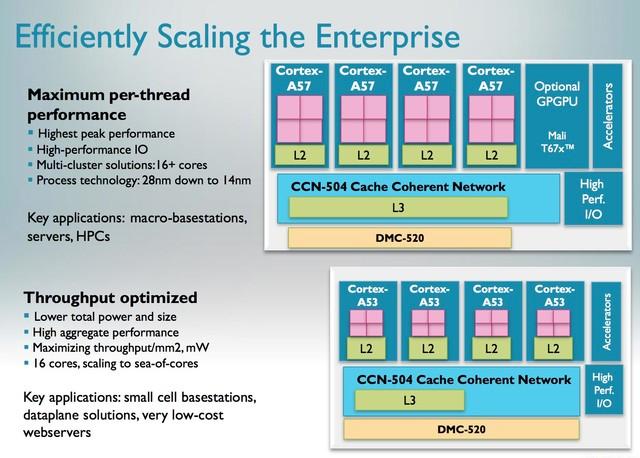 Efficiently Scaling the Enterprise
Maximum per-thread
performance
Highest peak performance
High-performance IO
Multi-cluster solutions: 16+ cores
Process technology: 28nm down to 14nm
Key applications: macro-basestations,
servers, HPCs
Cortex-
A57
L2
Cortex-
A57
L2
Cortex-
A57
L2
Cortex-
A57
L2
Optional
GPGPU
Mali
T67x™
Accelerators
CCN-504 Cache Coherent Network
L3
High
Perf.
I/O
DMC-520
Throughput optimized
Lower total power and size
High aggregate performance
Maximizing throughput/mm2, mW
16 cores, scaling to sea-of-cores
Key applications: small cell basestations,
dataplane solutions, very low-cost
webservers
Cortex-
A53
L2
Cortex-
A53
L2
Cortex-
A53
L2
Cortex-
A53
L2
Accelerators
CCN-504 Cache Coherent Network
L3
High
Perf.
I/O
DMC-520